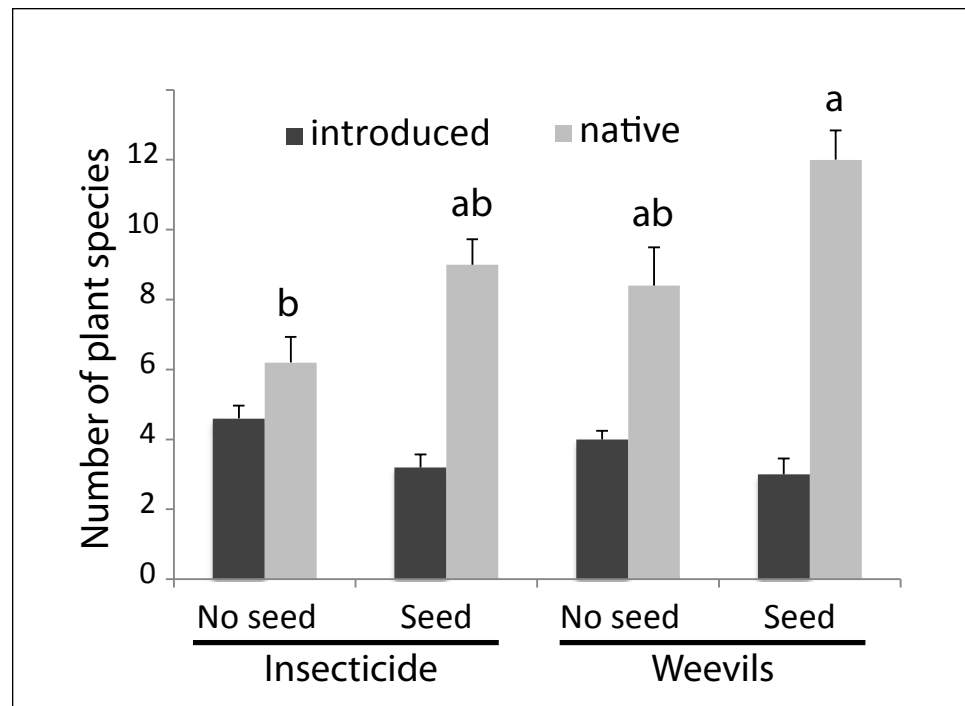 introduced native
a
ab
ab
b
Number of plant species
12
10
8
6
4
2
0
No seed Seed No seed Seed
Insecticide Weevils